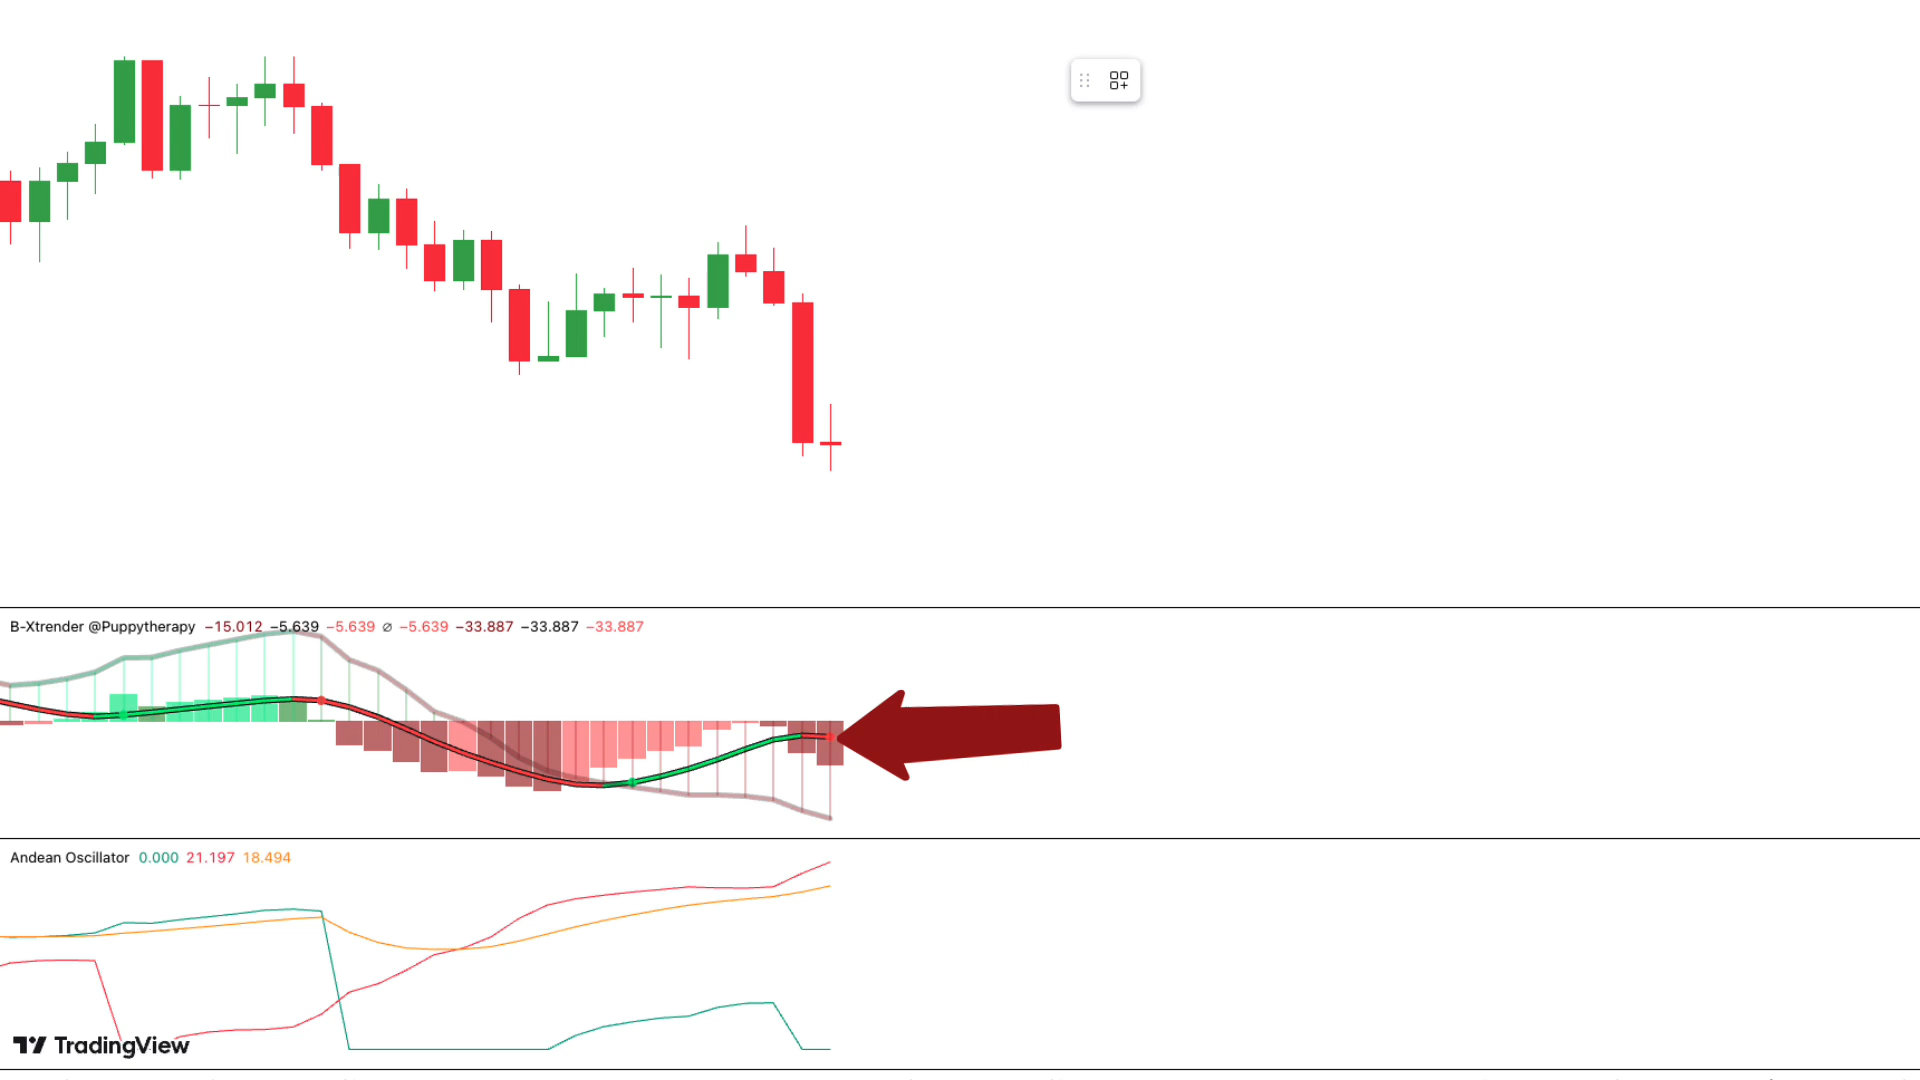 B-Xtrender @Puppytherapy −15.012 −5.639 −5.639 ∅ −5.639 −33.887 −33.887 −33.887
Andean Oscillator 0.000 21.197 18.494
TradingView